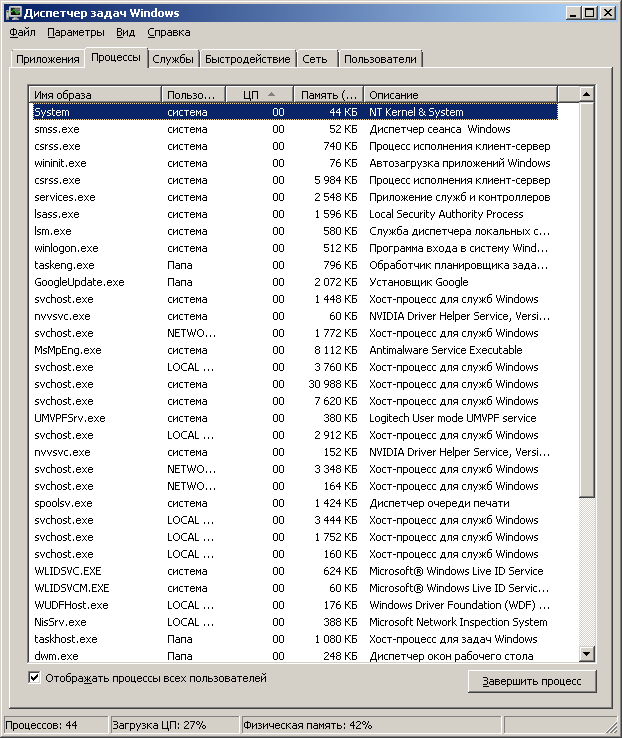 Диспетчер задач Windows
Файл Параметры Вид Справка
Приложения Процессы Службы Быстродействие Сеть Пользователи
Имя образа Пользо... ЦП Память (... Описание
System система 00 44 КБ NT Kernel & System
smss.exe система 00 52 КБ Диспетчер сеанса Windows
csrss.exe система 00 740 КБ Процесс исполнения клиент-сервер
wininit.exe система 00 76 КБ Автозагрузка приложений Windows
csrss.exe система 00 5 984 КБ Процесс исполнения клиент-сервер
services.exe система 00 2 548 КБ Приложение служб и контроллеров
lsass.exe система 00 1 596 КБ Local Security Authority Process
lsm.exe система 00 580 КБ Служба диспетчера локальных с...
winlogon.exe система 00 512 КБ Программа входа в систему Wind...
taskeng.exe Папа 00 796 КБ Обработчик планировщика зада...
GoogleUpdate.exe Папа 00 2 072 КБ Установщик Google
svchost.exe система 00 1 448 КБ Хост-процесс для служб Windows
nvvsvc.exe система 00 60 КБ NVIDIA Driver Helper Service, Versi...
svchost.exe NETWO... 00 1 772 КБ Хост-процесс для служб Windows
MsMpEng.exe система 00 8 112 КБ Antimalware Service Executable
svchost.exe LOCAL ... 00 3 760 КБ Хост-процесс для служб Windows
svchost.exe система 00 30 988 КБ Хост-процесс для служб Windows
svchost.exe система 00 7 620 КБ Хост-процесс для служб Windows
UMVPFSrv.exe система 00 380 КБ Logitech User mode UMVPF service
svchost.exe LOCAL ... 00 2 912 КБ Хост-процесс для служб Windows
nvvsvc.exe система 00 152 КБ NVIDIA Driver Helper Service, Versi...
svchost.exe NETWO... 00 3 348 КБ Хост-процесс для служб Windows
svchost.exe NETWO... 00 164 КБ Хост-процесс для служб Windows
spoolsv.exe система 00 1 424 КБ Диспетчер очереди печати
svchost.exe LOCAL ... 00 3 444 КБ Хост-процесс для служб Windows
svchost.exe LOCAL ... 00 1 752 КБ Хост-процесс для служб Windows
svchost.exe LOCAL ... 00 160 КБ Хост-процесс для служб Windows
WLIDSVC.EXE система 00 624 КБ Microsoft® Windows Live ID Service
WLIDSVCM.EXE система 00 60 КБ Microsoft® Windows Live ID Servic...
WUDFHost.exe LOCAL ... 00 176 КБ Windows Driver Foundation (WDF) ...
NisSrv.exe LOCAL ... 00 388 КБ Microsoft Network Inspection System
taskhost.exe Папа 00 1 080 КБ Хост-процесс для задач Windows
dwm.exe Папа 00 248 КБ Диспетчер окон рабочего стола
Отображать процессы всех пользователей
Завершить процесс
Процессов: 44 Загрузка ЦП: 27% Физическая память: 42%